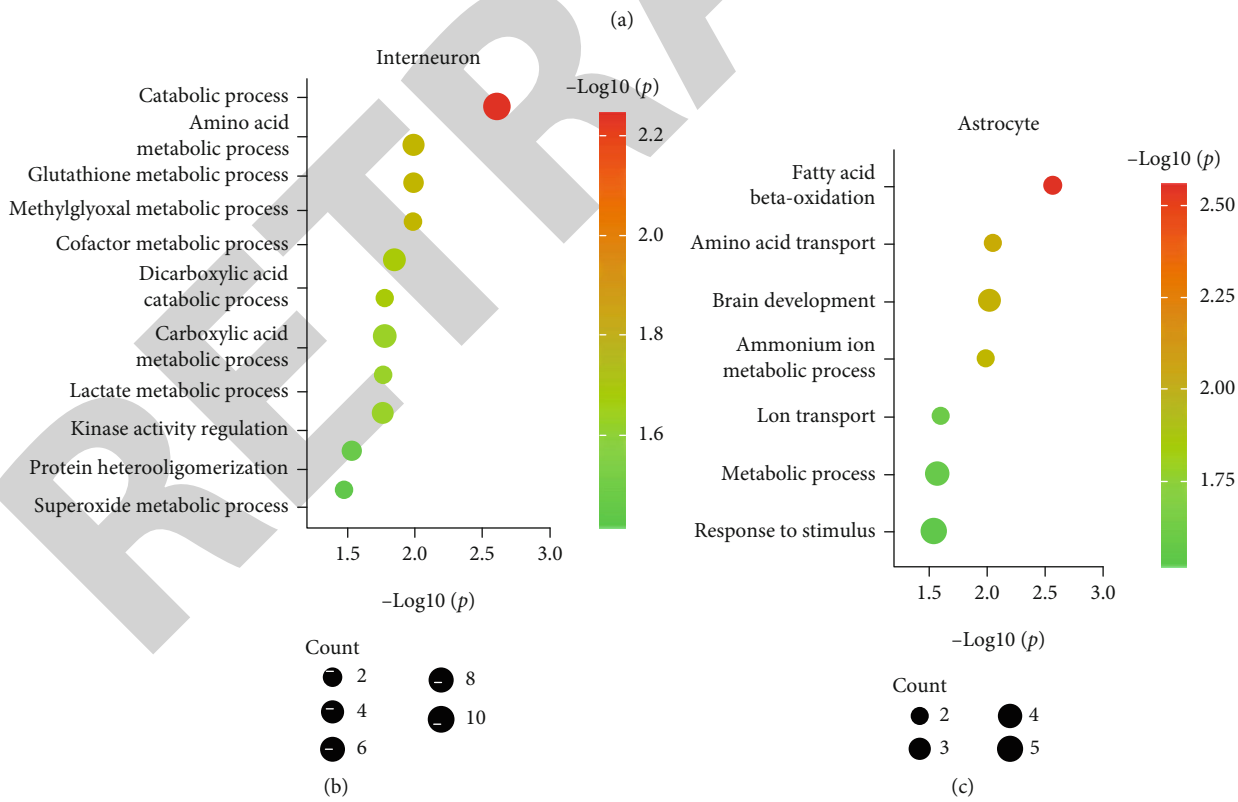 (a)
Interneuron
Catabolic process
Amino acid
metabolic process
Glutathione metabolic process
Methylglyoxal metabolic process
Cofactor metabolic process
Dicarboxylic acid
catabolic process
Carboxylic acid
metabolic process
Lactate metabolic process
Kinase activity regulation
Protein heterooligomerization
Superoxide metabolic process
1.5 2.0 2.5 3.0
–Log10 (p)
–Log10 (p)
2.2
2.0
1.8
1.6
Count
2 8
4 10
6
(b)
Astrocyte
Fatty acid
beta-oxidation
Amino acid transport
Brain development
Ammonium ion
metabolic process
Lon transport
Metabolic process
Response to stimulus
1.5 2.0 2.5 3.0
–Log10 (p)
–Log10 (p)
2.50
2.25
2.00
1.75
Count
2 4
3 5
(c)
RETRA